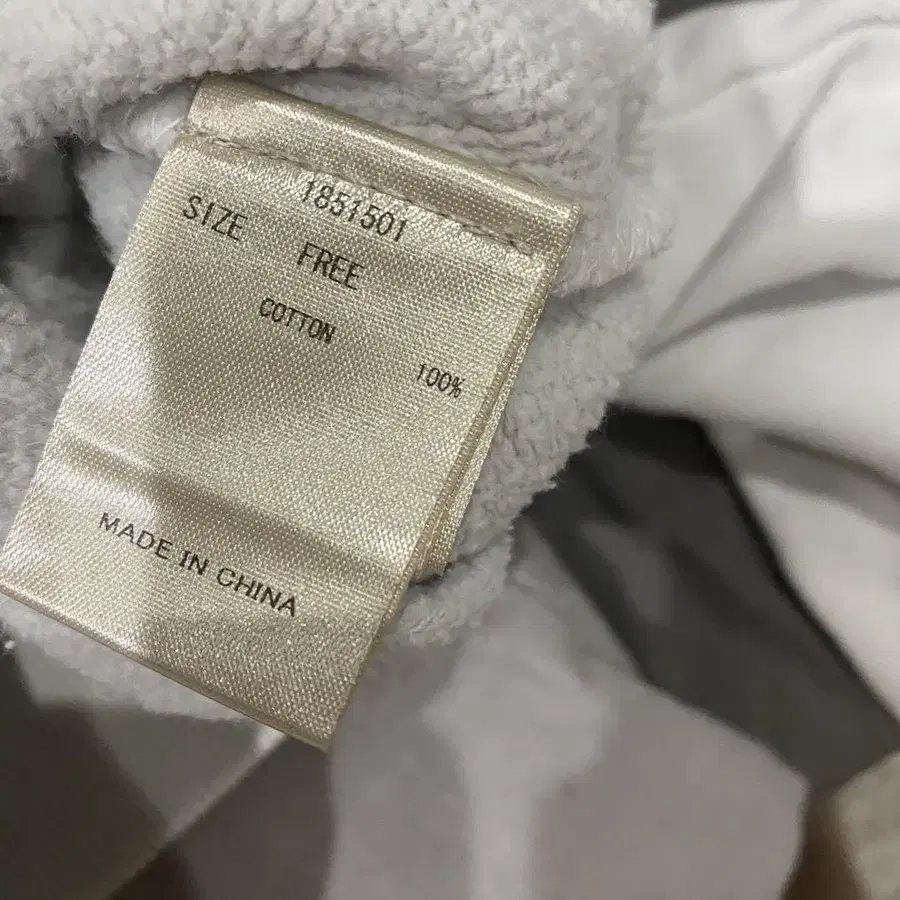 1851501
SIZE FREE
COTTON
100%
MADE IN CHINA